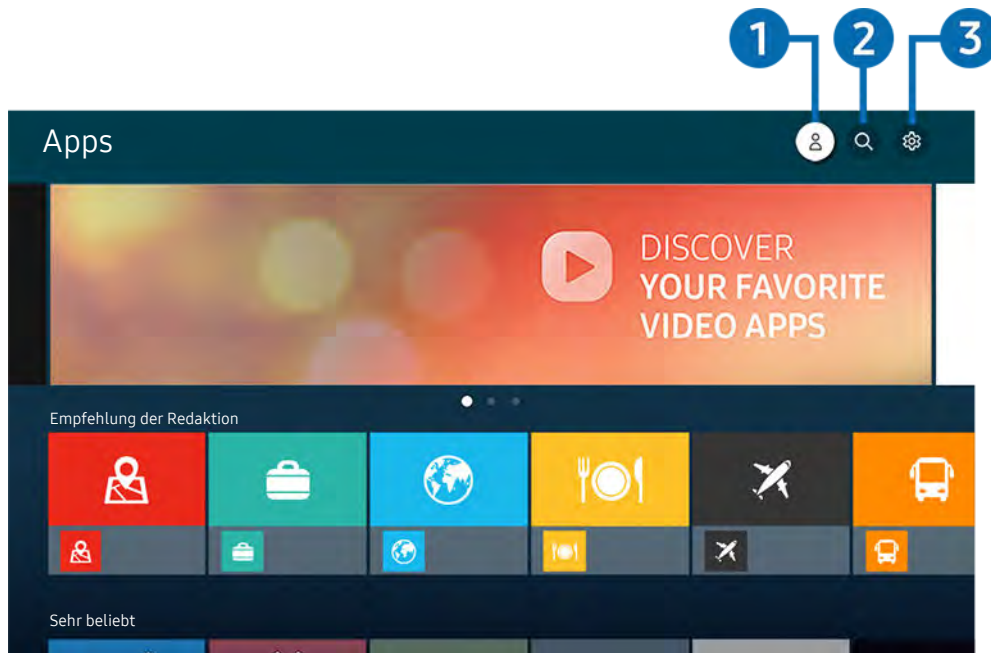 1 2 3
Apps
DISCOVER
YOUR FAVORITE
VIDEO APPS
Empfehlung der Redaktion
Sehr beliebt